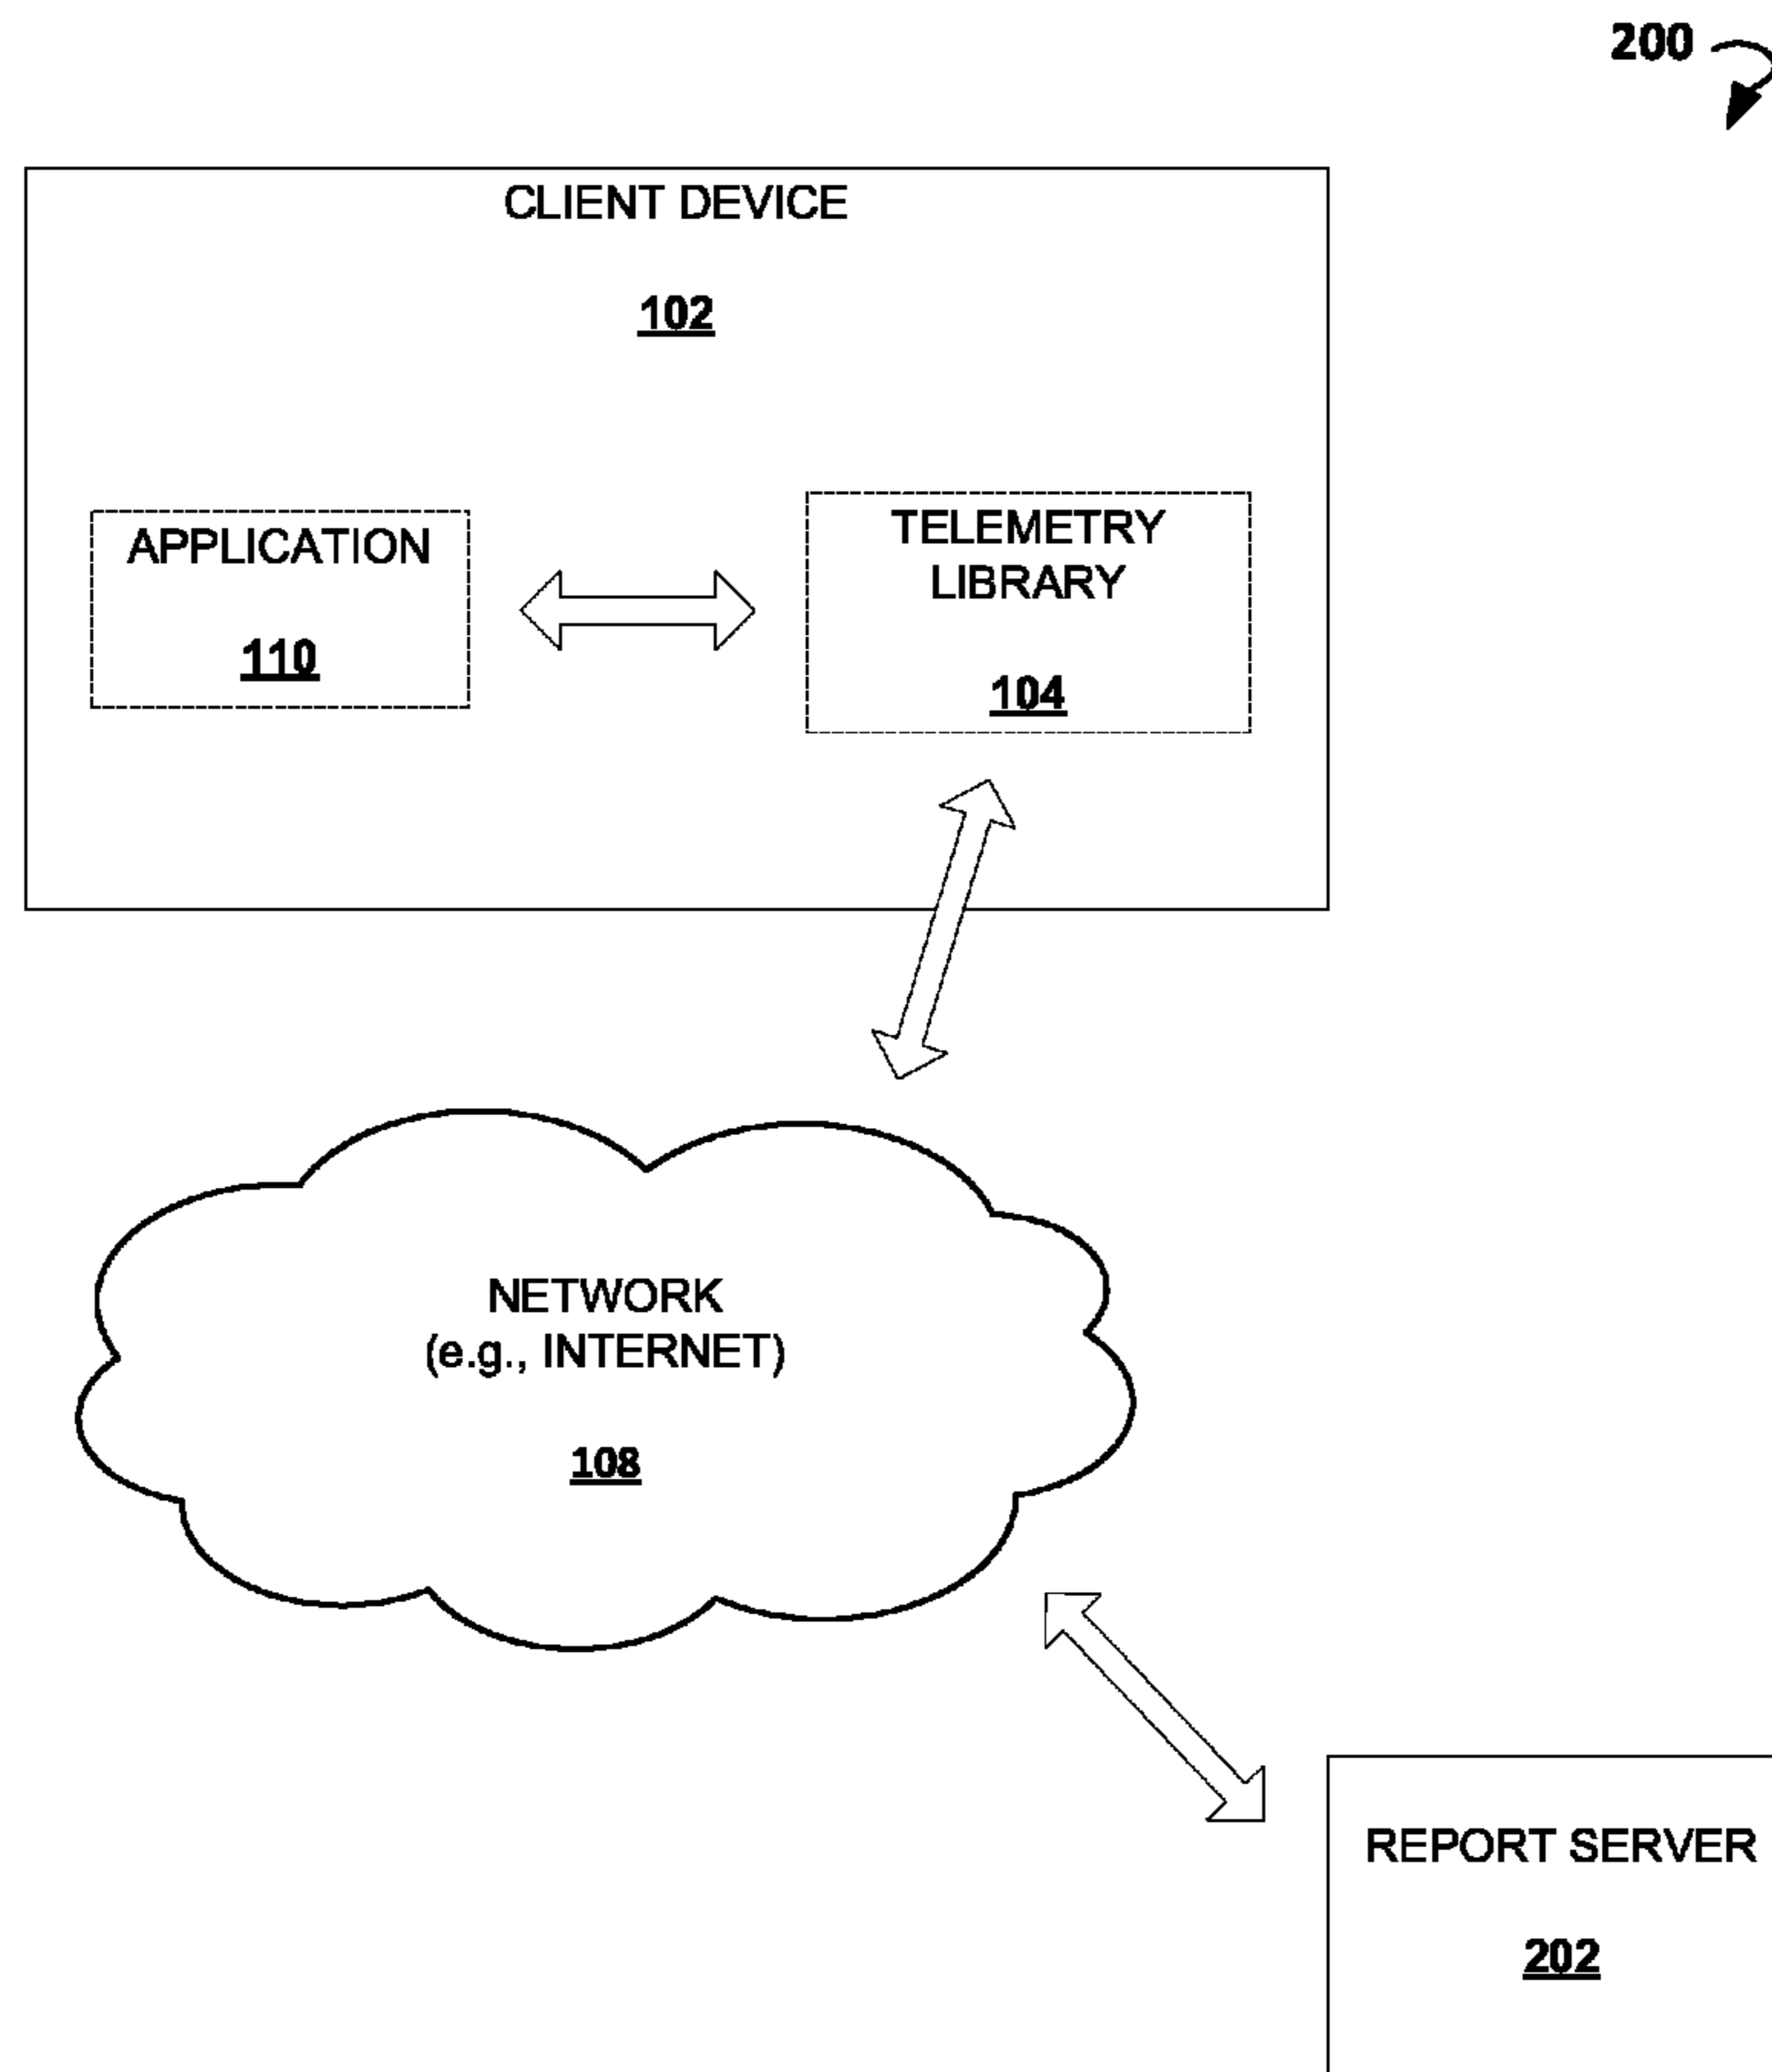 200
CLIENT DEVICE
102
APPLICATION
110
TELEMETRY
LIBRARY
104
NETWORK
(e.g., INTERNET)
108
REPORT SERVER
202